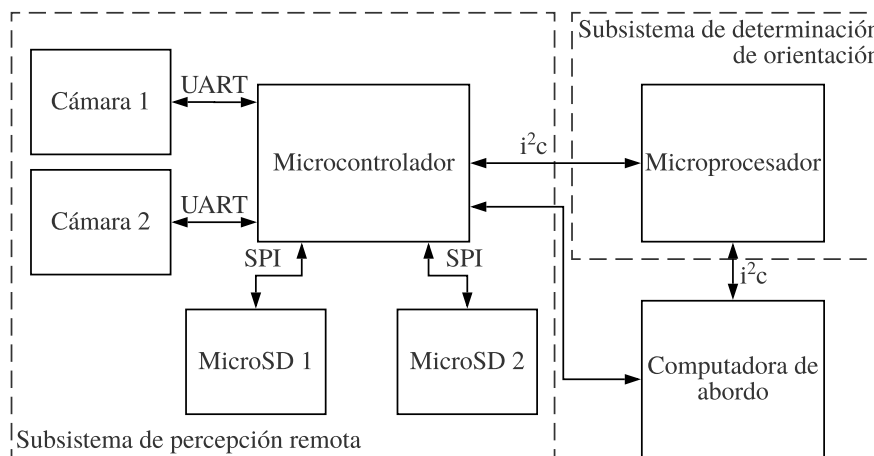 Subsistema de determinación
de orientación
Cámara 1
UART
Microcontrolador
i²c
Microprocesador
Cámara 2
UART
SPI
SPI
i²c
MicroSD 1
MicroSD 2
Computadora de
abordo
Subsistema de percepción remota